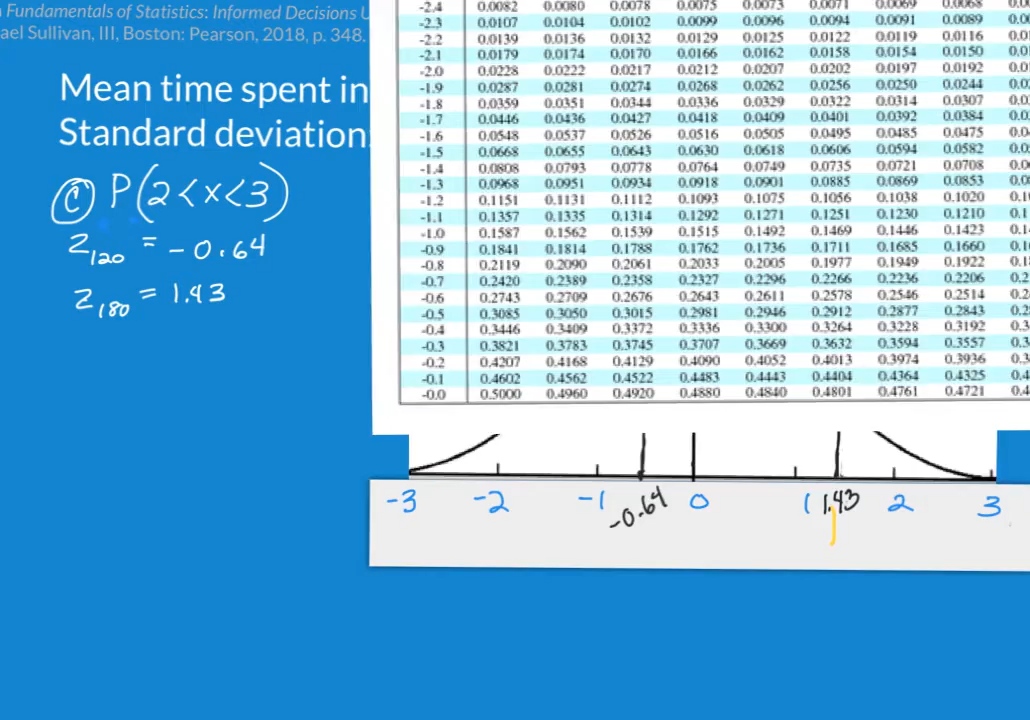 Fundamentals of Statistics: Informed Decisions U
ael Sullivan, III, Boston: Pearson, 2018, p. 348.
Mean time spent in
Standard deviation:
(c) P(2 < x < 3)
Z120 = -0.64
Z180 = 1.43
-2.4 0.0082 0.0080 0.0078 0.0075 0.0073 0.0071 0.0069 0.0068
-2.3 0.0107 0.0104 0.0102 0.0099 0.0096 0.0094 0.0091 0.0089
-2.2 0.0139 0.0136 0.0132 0.0129 0.0125 0.0122 0.0119 0.0116
-2.1 0.0179 0.0174 0.0170 0.0166 0.0162 0.0158 0.0154 0.0150
-2.0 0.0228 0.0222 0.0217 0.0212 0.0207 0.0202 0.0197 0.0192
-1.9 0.0287 0.0281 0.0274 0.0268 0.0262 0.0256 0.0250 0.0244
-1.8 0.0359 0.0351 0.0344 0.0336 0.0329 0.0322 0.0314 0.0307
-1.7 0.0446 0.0436 0.0427 0.0418 0.0409 0.0401 0.0392 0.0384
-1.6 0.0548 0.0537 0.0526 0.0516 0.0505 0.0495 0.0485 0.0475
-1.5 0.0668 0.0655 0.0643 0.0630 0.0618 0.0606 0.0594 0.0582
-1.4 0.0808 0.0793 0.0778 0.0764 0.0749 0.0735 0.0721 0.0708
-1.3 0.0968 0.0951 0.0934 0.0918 0.0901 0.0885 0.0869 0.0853
-1.2 0.1151 0.1131 0.1112 0.1093 0.1075 0.1056 0.1038 0.1020
-1.1 0.1357 0.1335 0.1314 0.1292 0.1271 0.1251 0.1230 0.1210
-1.0 0.1587 0.1562 0.1539 0.1515 0.1492 0.1469 0.1446 0.1423
-0.9 0.1841 0.1814 0.1788 0.1762 0.1736 0.1711 0.1685 0.1660
-0.8 0.2119 0.2090 0.2061 0.2033 0.2005 0.1977 0.1949 0.1922
-0.7 0.2420 0.2389 0.2358 0.2327 0.2296 0.2266 0.2236 0.2206
-0.6 0.2743 0.2709 0.2676 0.2643 0.2611 0.2578 0.2546 0.2514
-0.5 0.3085 0.3050 0.3015 0.2981 0.2946 0.2912 0.2877 0.2843
-0.4 0.3446 0.3409 0.3372 0.3336 0.3300 0.3264 0.3228 0.3192
-0.3 0.3821 0.3783 0.3745 0.3707 0.3669 0.3632 0.3594 0.3557
-0.2 0.4207 0.4168 0.4129 0.4090 0.4052 0.4013 0.3974 0.3936
-0.1 0.4602 0.4562 0.4522 0.4483 0.4443 0.4404 0.4364 0.4325
-0.0 0.5000 0.4960 0.4920 0.4880 0.4840 0.4801 0.4761 0.4721
-3 -2 -1 -0.64 0 1 1.43 2 3